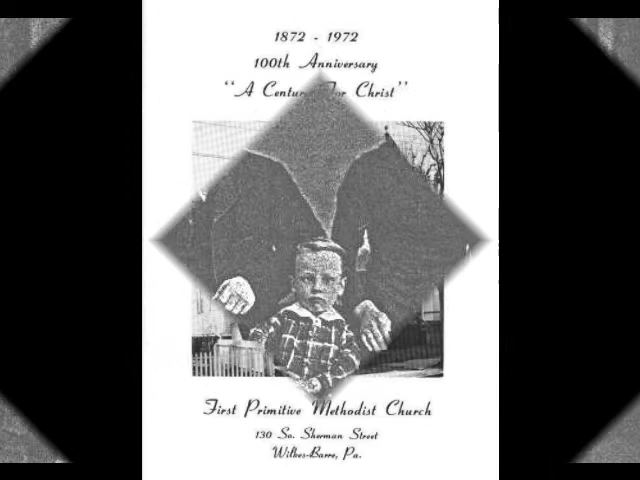 1872 - 1972
100th Anniversary
"A Century For Christ"
First Primitive Methodist Church
130 So. Sherman Street
Wilkes-Barre, Pa.